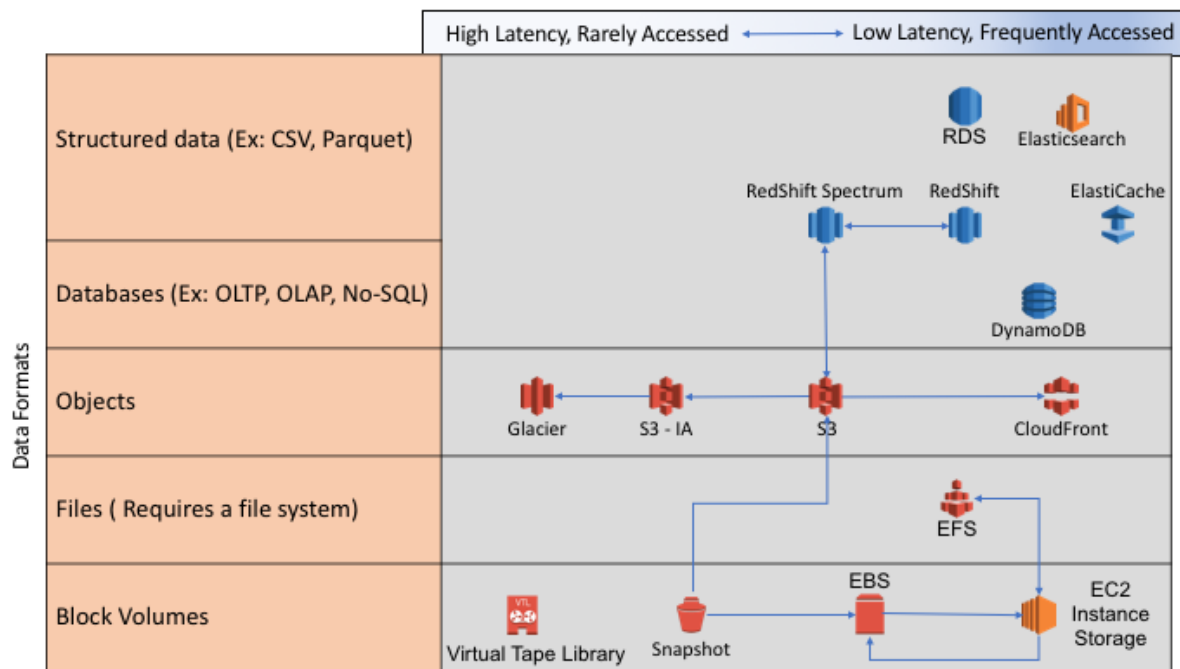 High Latency, Rarely Accessed
Low Latency, Frequently Accessed
Data Formats
Structured data (Ex: CSV, Parquet)
RDS
Elasticsearch
RedShift Spectrum
RedShift
ElastiCache
Databases (Ex: OLTP, OLAP, No-SQL)
DynamoDB
Objects
Glacier
S3 - IA
S3
CloudFront
Files ( Requires a file system)
EFS
Block Volumes
VTL
Virtual Tape Library
Snapshot
EBS
EC2
Instance
Storage